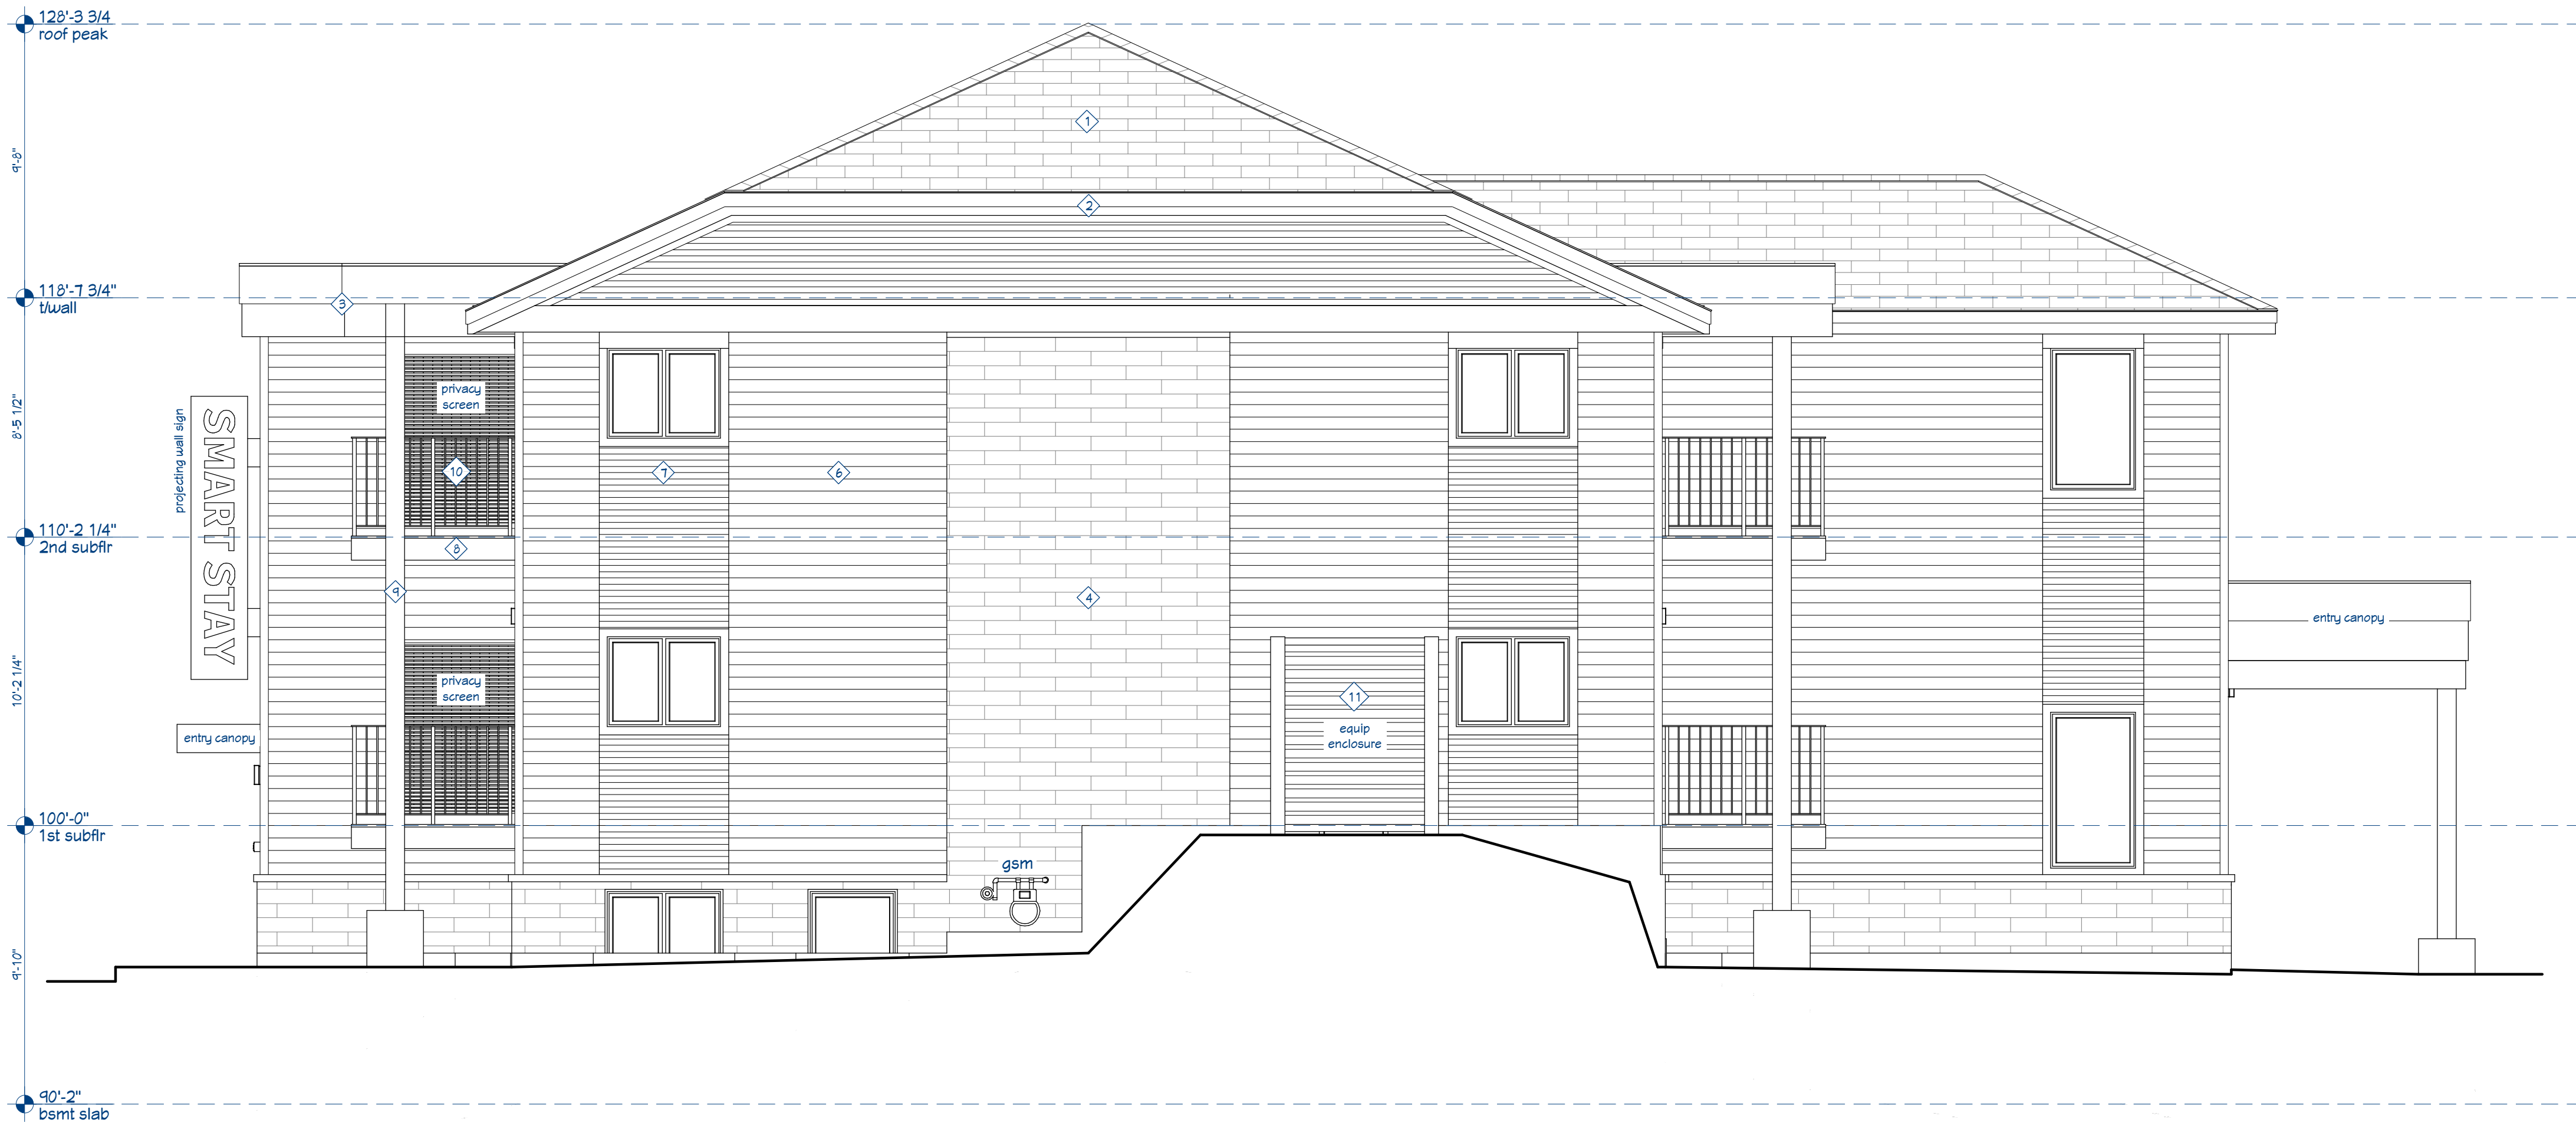 128'-3 3/4
roof peak
9'-8"
1
2
118'-7 3/4"
t/wall
3
8'-5 1/2"
projecting wall sign
SMART STAY
privacy
screen
10
7
6
110'-2 1/4"
2nd subflr
8
9
4
entry canopy
10'-2 1/4"
privacy
screen
11
equip
enclosure
entry canopy
100'-0"
1st subflr
gsm
9'-10"
90'-2"
bsmt slab